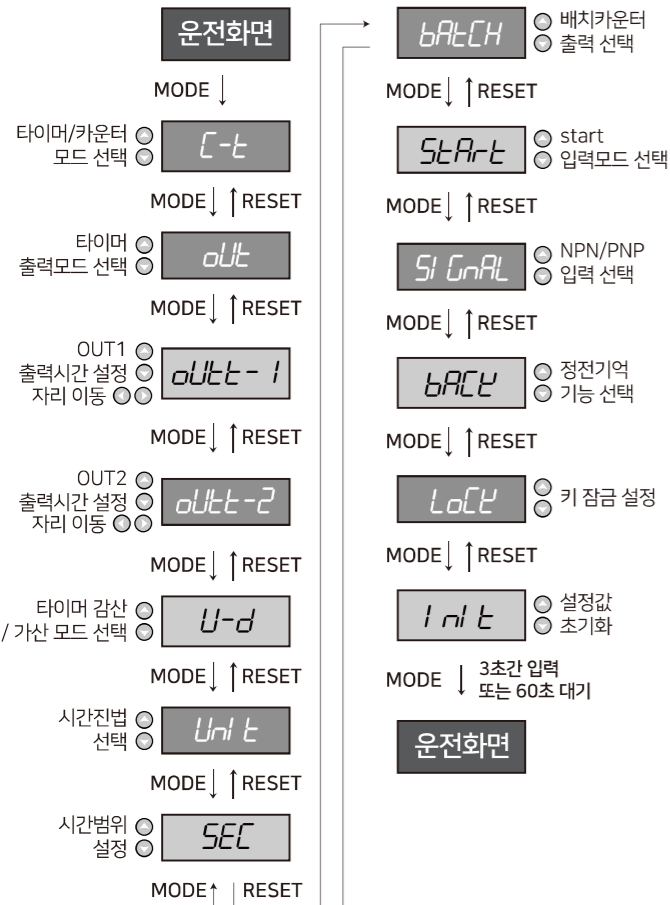 운전화면
MODE
타이머/카운터
모드 선택
C-t
MODE RESET
타이머
출력모드 선택
oUt
MODE RESET
OUT1
출력시간 설정
자리 이동
oUtt-1
MODE RESET
OUT2
출력시간 설정
자리 이동
oUtt-2
MODE RESET
타이머 감산
/ 가산 모드 선택
U-d
MODE RESET
시간진법
선택
UnIt
MODE RESET
시간범위
설정
SEC
MODE RESET
bAtCH
배치카운터
출력 선택
MODE RESET
StArt
start
입력모드 선택
MODE RESET
SIGnAL
NPN/PNP
입력 선택
MODE RESET
bACK
정전기억
기능 선택
MODE RESET
LoCK
키 잠금 설정
MODE RESET
InIt
설정값
초기화
MODE
3초간 입력
또는 60초 대기
운전화면